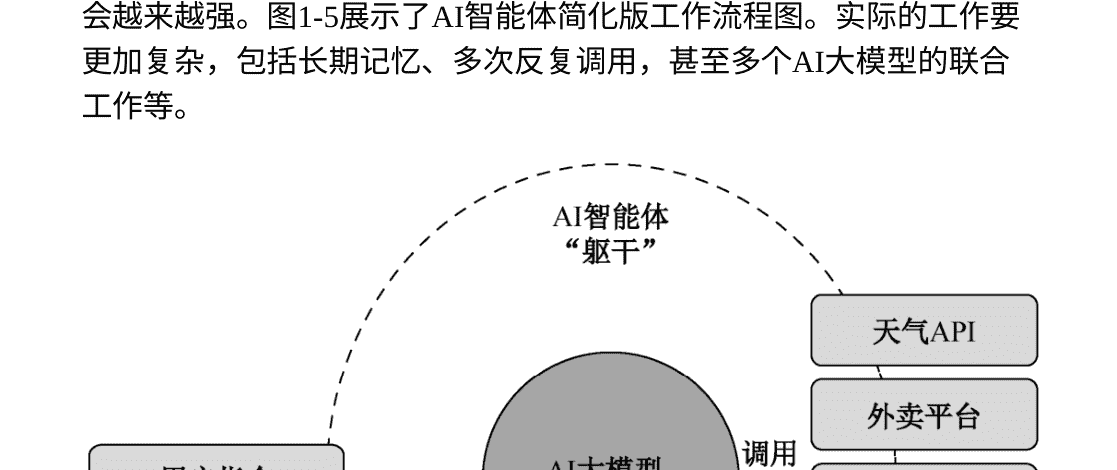 会越来越强。图1-5展示了AI智能体简化版工作流程图。实际的工作要
更加复杂，包括长期记忆、多次反复调用，甚至多个AI大模型的联合
工作等。
AI智能体
“躯干”
天气API
外卖平台
调用
AI大模型
用户指令